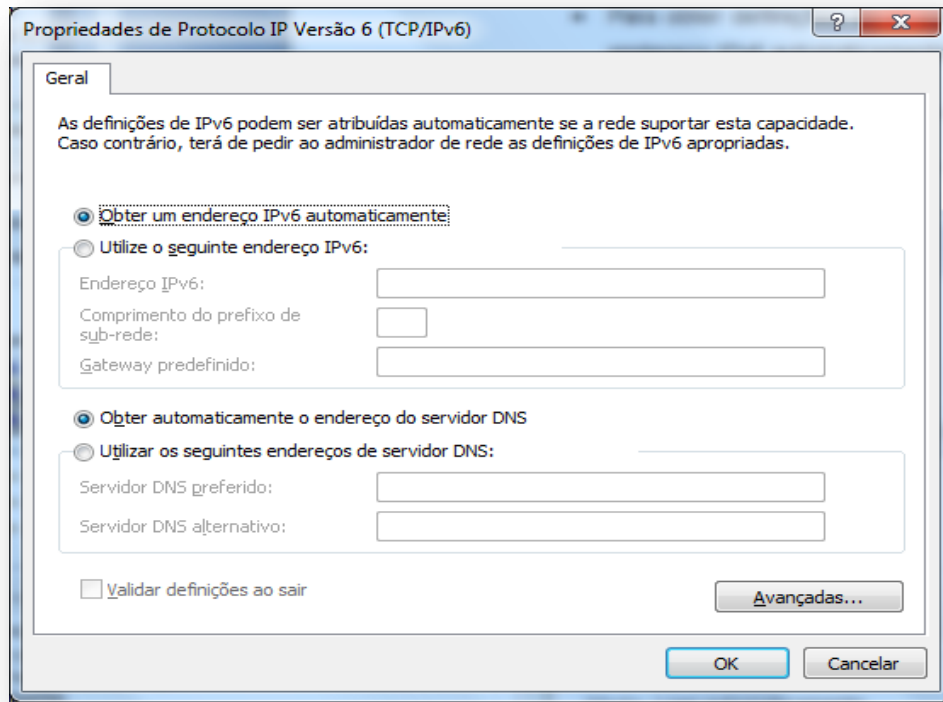 Propriedades de Protocolo IP Versão 6 (TCP/IPv6)
Geral
As definições de IPv6 podem ser atribuídas automaticamente se a rede suportar esta capacidade.
Caso contrário, terá de pedir ao administrador de rede as definições de IPv6 apropriadas.
Obter um endereço IPv6 automaticamente
Utilize o seguinte endereço IPv6:
Endereço IPv6:
Comprimento do prefixo de
sub-rede:
Gateway predefinido:
Obter automaticamente o endereço do servidor DNS
Utilizar os seguintes endereços de servidor DNS:
Servidor DNS preferido:
Servidor DNS alternativo:
Validar definições ao sair
Avançadas...
OK
Cancelar